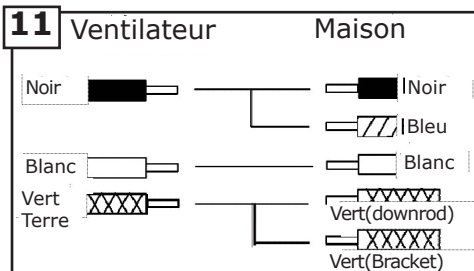 11 Ventilateur Maison
Noir Noir
Bleu
Blanc Blanc
Vert
Terre
Vert(downrod)
Vert(Bracket)